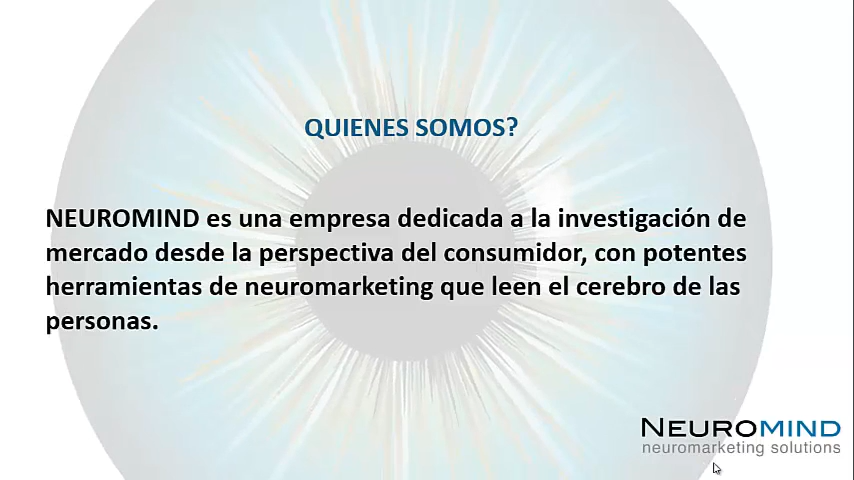 QUIENES SOMOS?
NEUROMIND es una empresa dedicada a la investigación de
mercado desde la perspectiva del consumidor, con potentes
herramientas de neuromarketing que leen el cerebro de las
personas.
NEUROMIND
neuromarketing solutions